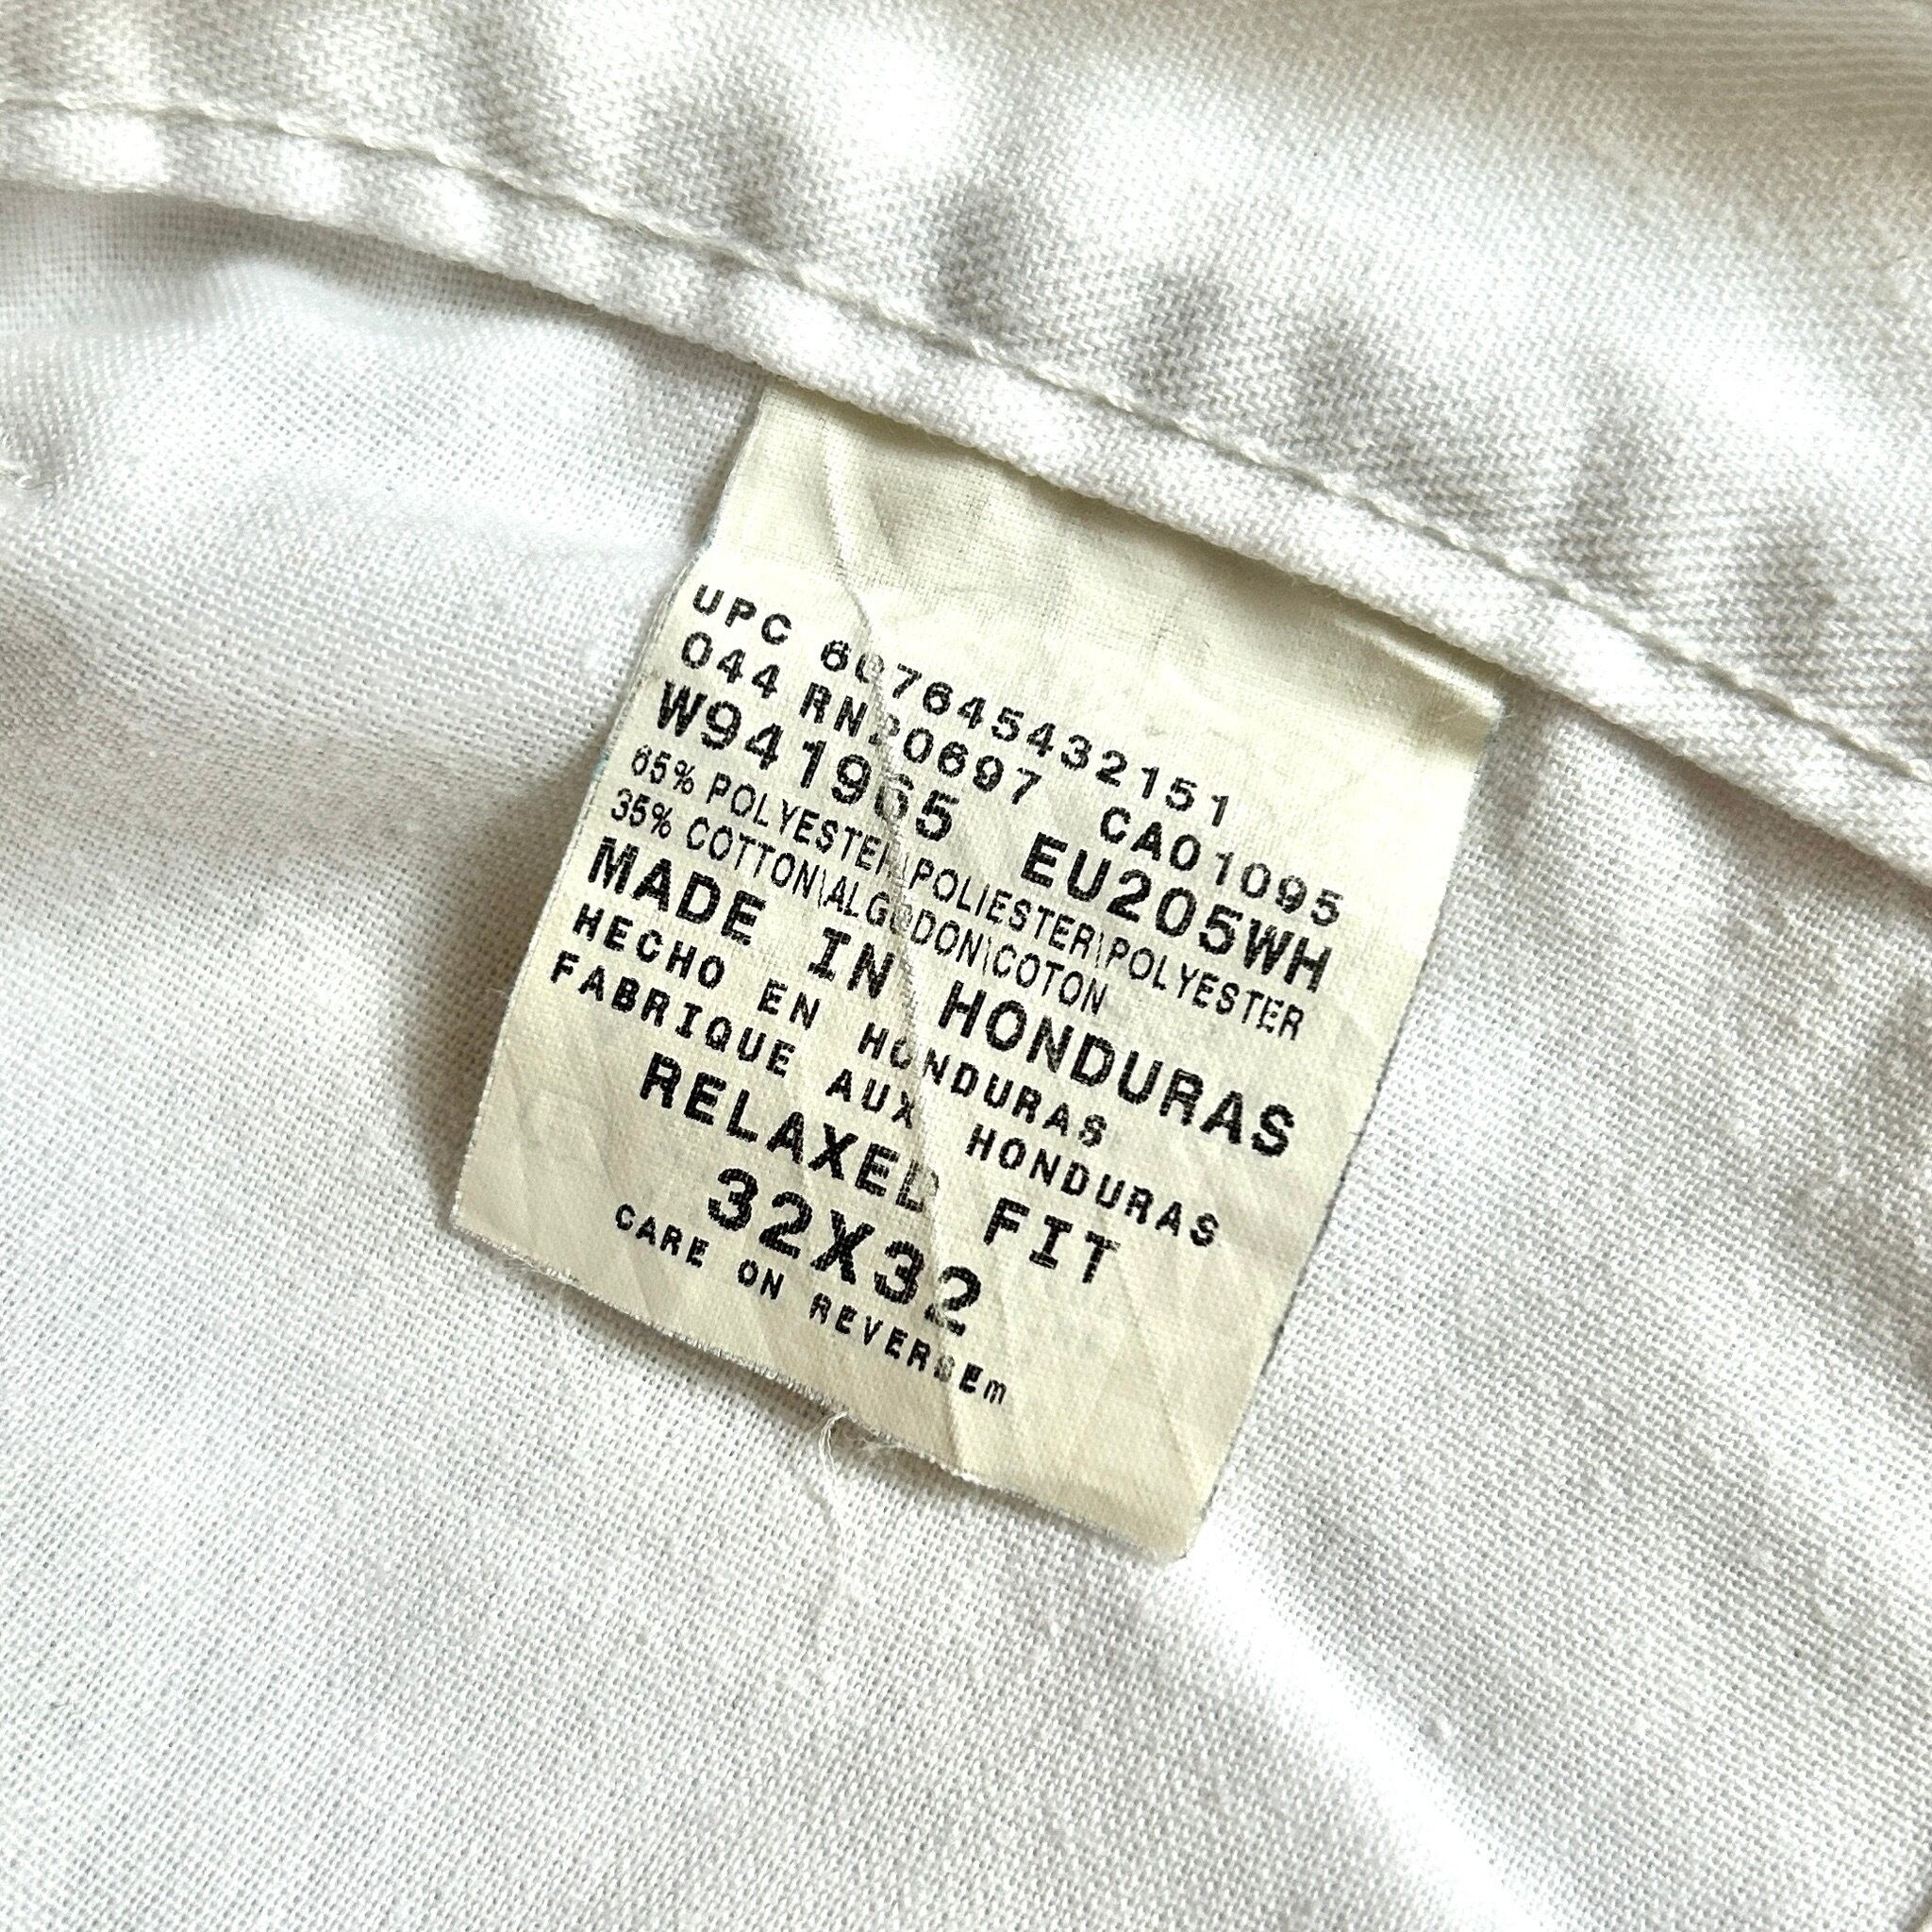 UPC 607645432151
044 RN20697 CA01095
W941965 EU205WH
65% POLYESTER\POLIESTER\POLYESTER
35% COTTON\ALGODON\COTON
MADE IN HONDURAS
HECHO EN HONDURAS
FABRIQUE AUX HONDURAS
RELAXED FIT
32X32
CARE ON REVERSEm